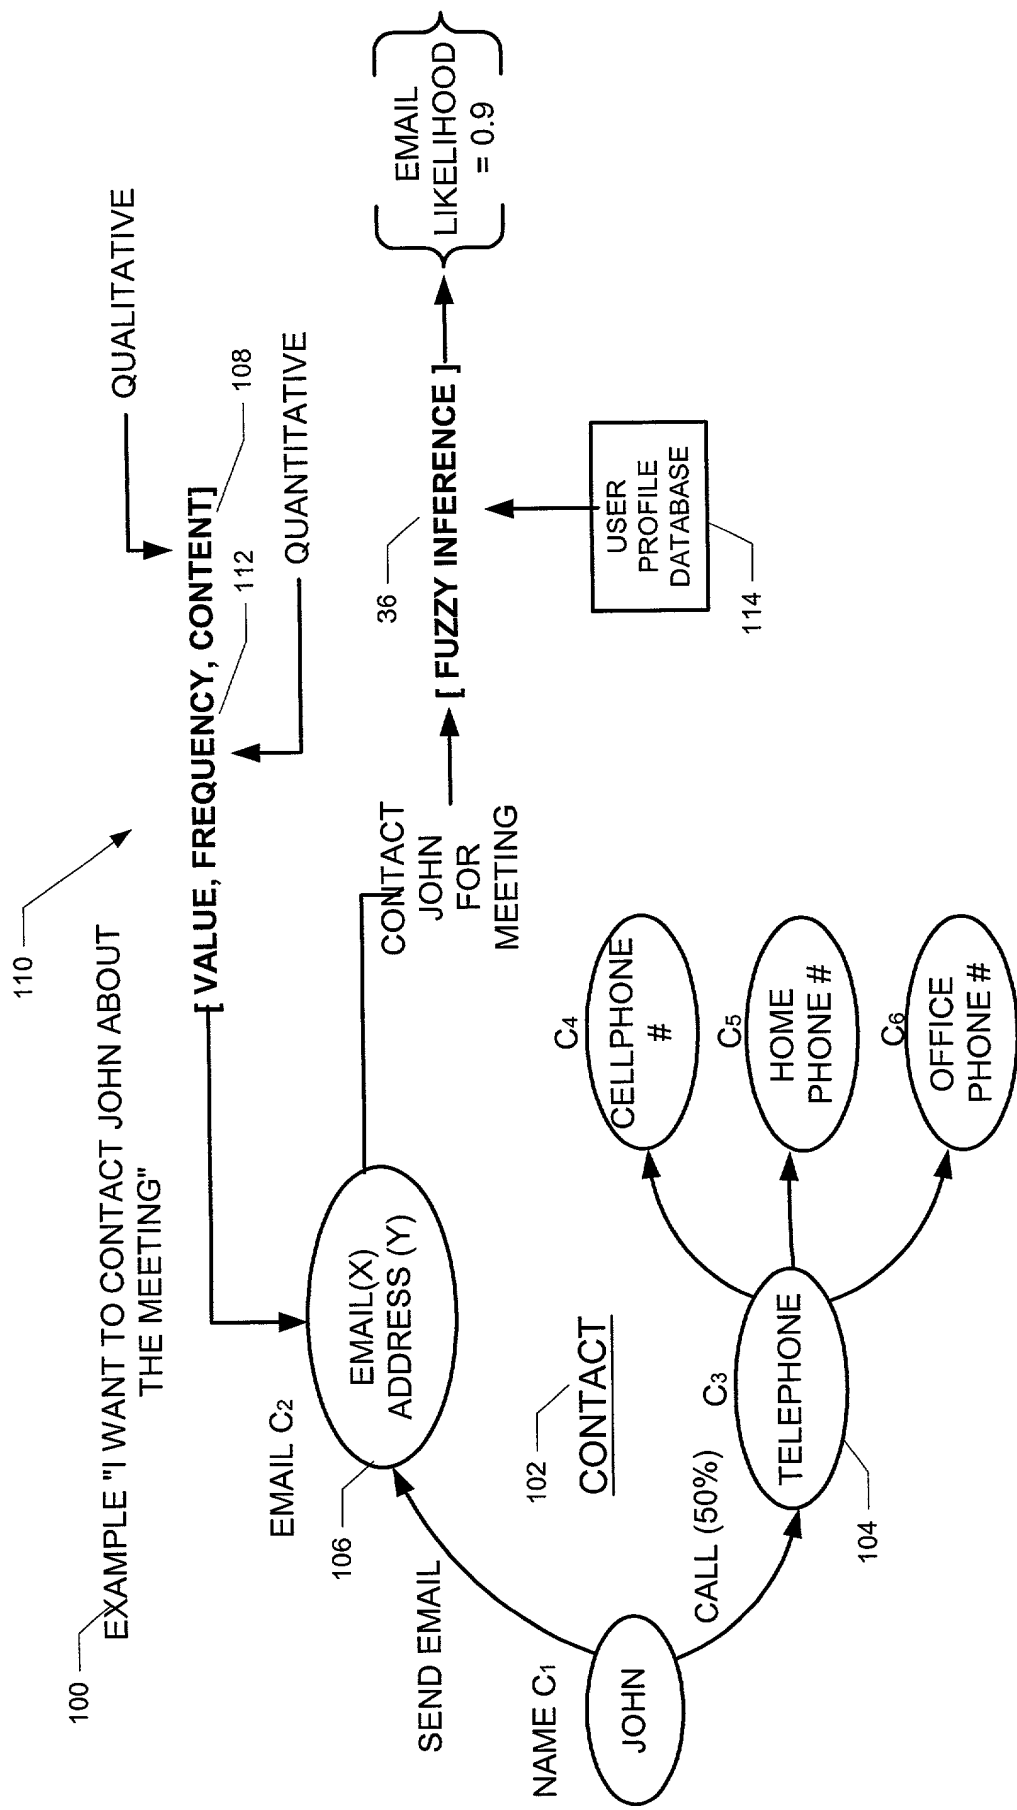 100
EXAMPLE "I WANT TO CONTACT JOHN ABOUT
THE MEETING"
110
[ VALUE, FREQUENCY, CONTENT]
QUALITATIVE
112
108
QUANTITATIVE
EMAIL C2
106
EMAIL(X)
ADDRESS (Y)
SEND EMAIL
CONTACT
JOHN
FOR
MEETING
36
[ FUZZY INFERENCE ]
EMAIL
LIKELIHOOD
= 0.9
USER
PROFILE
DATABASE
114
102
CONTACT
NAME C1
JOHN
CALL (50%)
C3
TELEPHONE
104
C4
CELLPHONE
#
C5
HOME
PHONE #
C6
OFFICE
PHONE #